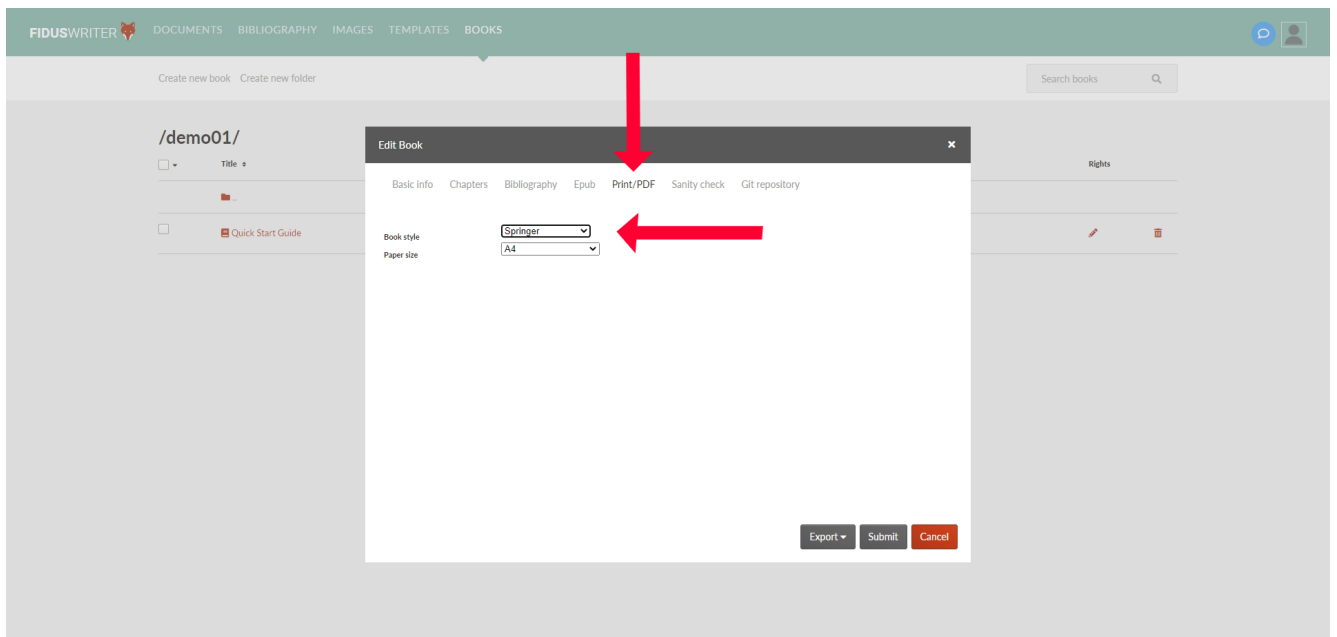 FIDUSWRITER DOCUMENTS BIBLIOGRAPHY IMAGES TEMPLATES BOOKS
Create new book Create new folder Search books
/demo01/
Title Rights
..
Quick Start Guide
Edit Book ×
Basic info Chapters Bibliography Epub Print/PDF Sanity check Git repository
Book style Springer
Paper size A4
Export Submit Cancel